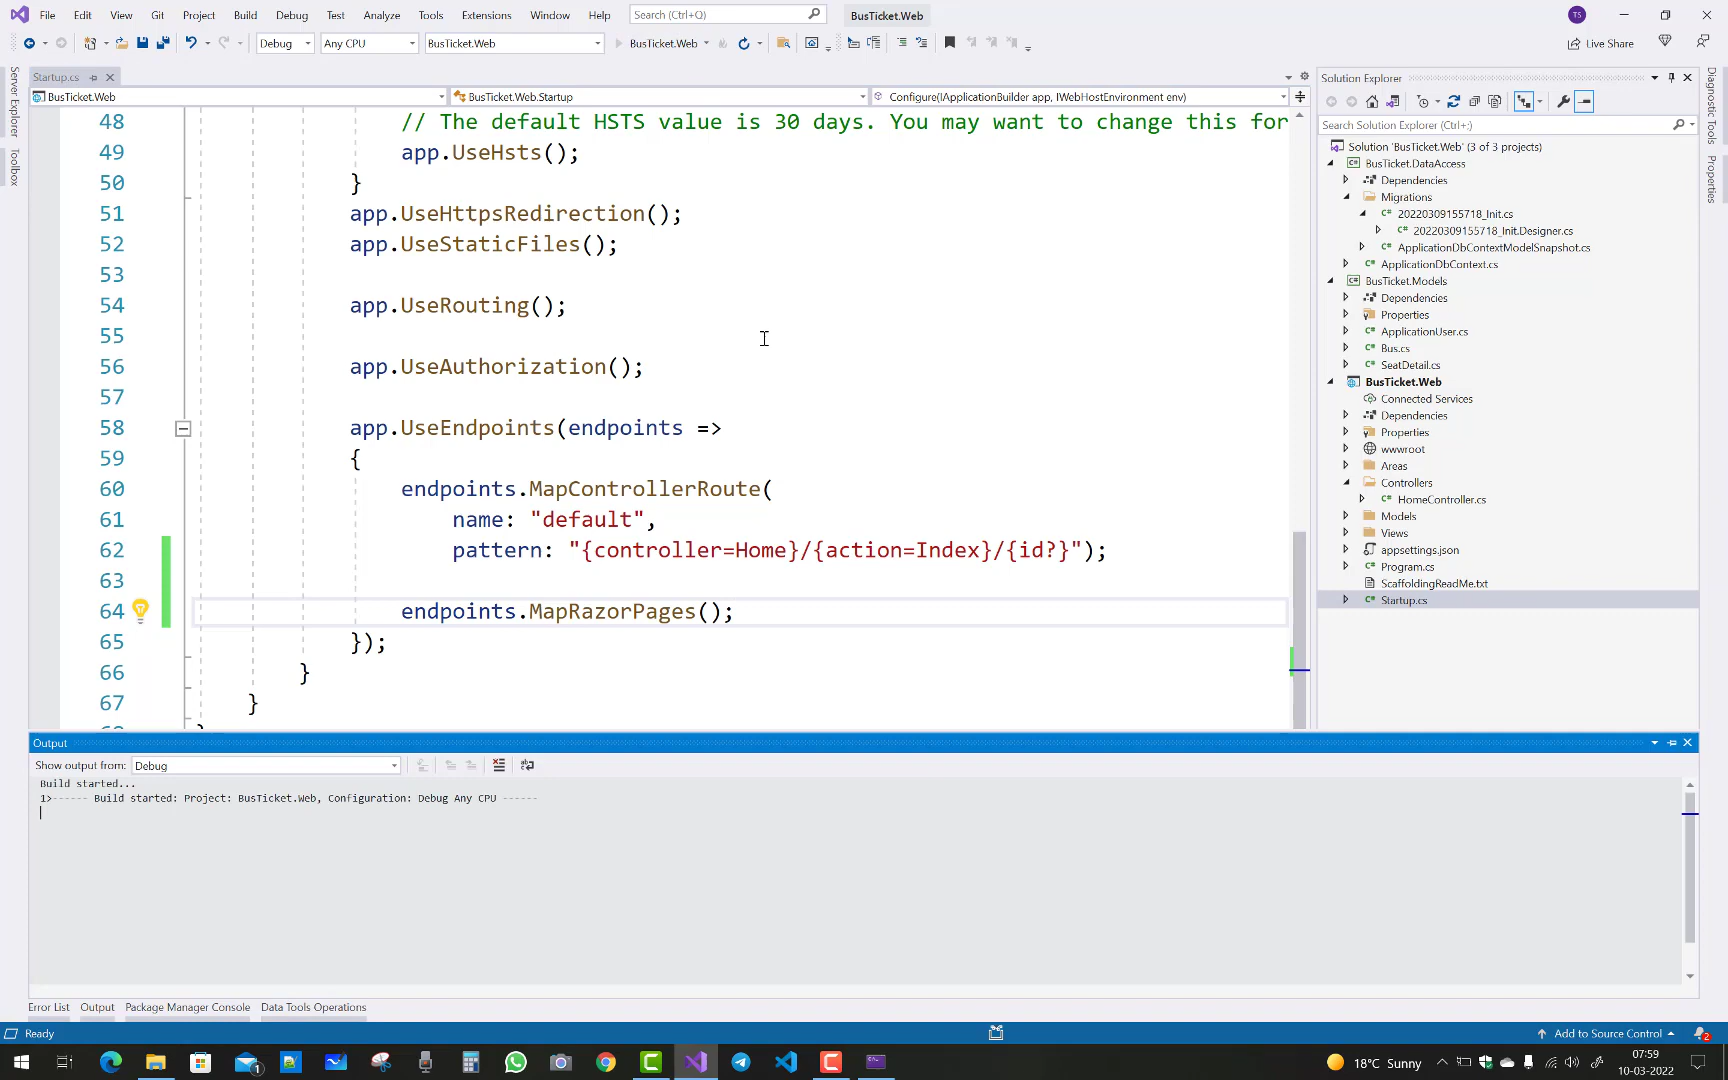 File Edit View Git Project Build Debug Test Analyze Tools Extensions Window Help Search (Ctrl+Q) BusTicket.Web TS
Debug Any CPU BusTicket.Web BusTicket.Web Live Share
Server Explorer
Toolbox
Startup.cs
BusTicket.Web BusTicket.Web.Startup Configure(IApplicationBuilder app, IWebHostEnvironment env)
48 // The default HSTS value is 30 days. You may want to change this for
49 app.UseHsts();
50 }
51 app.UseHttpsRedirection();
52 app.UseStaticFiles();
53
54 app.UseRouting();
55
56 app.UseAuthorization();
57
58 app.UseEndpoints(endpoints =>
59 {
60 endpoints.MapControllerRoute(
61 name: "default",
62 pattern: "{controller=Home}/{action=Index}/{id?}");
63
64 endpoints.MapRazorPages();
65 });
66 }
67 }
Solution Explorer
Search Solution Explorer (Ctrl+;)
Solution 'BusTicket.Web' (3 of 3 projects)
BusTicket.DataAccess
Dependencies
Migrations
20220309155718_Init.cs
20220309155718_Init.Designer.cs
ApplicationDbContextModelSnapshot.cs
ApplicationDbContext.cs
BusTicket.Models
Dependencies
Properties
ApplicationUser.cs
Bus.cs
SeatDetail.cs
BusTicket.Web
Connected Services
Dependencies
Properties
wwwroot
Areas
Controllers
HomeController.cs
Models
Views
appsettings.json
Program.cs
ScaffoldingReadMe.txt
Startup.cs
Diagnostic Tools
Properties
Output
Show output from: Debug
Build started...
1>------ Build started: Project: BusTicket.Web, Configuration: Debug Any CPU ------
Error List Output Package Manager Console Data Tools Operations
Ready Add to Source Control 2
1 18°C Sunny 07:59
10-03-2022 1